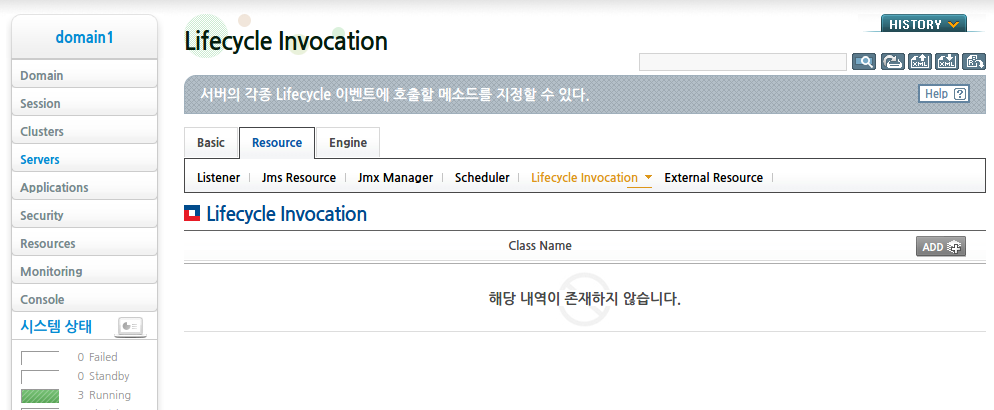 domain1
Domain
Session
Clusters
Servers
Applications
Security
Resources
Monitoring
Console
시스템 상태
0 Failed
0 Standby
3 Running
Lifecycle Invocation
HISTORY
XML
XML
서버의 각종 Lifecycle 이벤트에 호출할 메소드를 지정할 수 있다.
Help ?
Basic Resource Engine
Listener Jms Resource Jmx Manager Scheduler Lifecycle Invocation External Resource
Lifecycle Invocation
Class Name
ADD
해당 내역이 존재하지 않습니다.